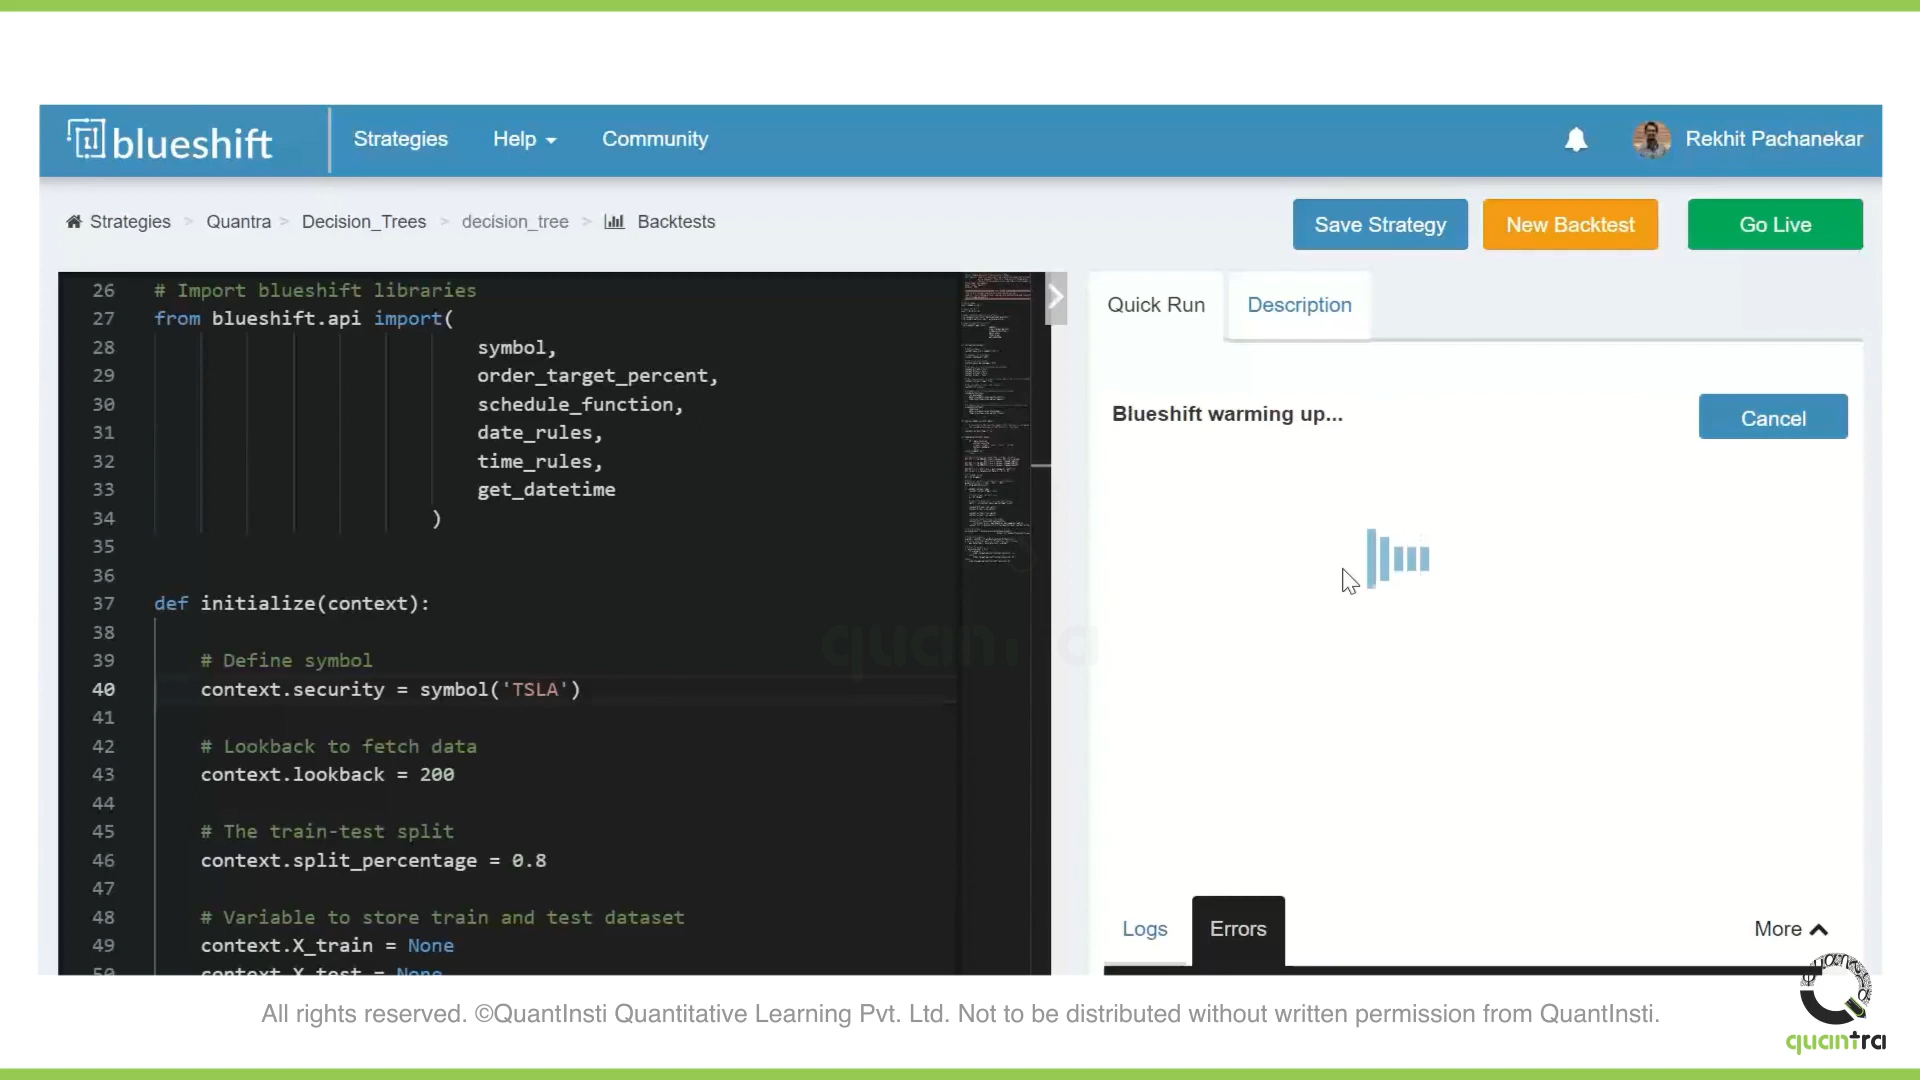 blueshift
Strategies
Help
Community
Rekhit Pachanekar
Strategies > Quantra > Decision_Trees > decision_tree > Backtests
Save Strategy
New Backtest
Go Live
26 # Import blueshift libraries
27 from blueshift.api import(
28 symbol,
29 order_target_percent,
30 schedule_function,
31 date_rules,
32 time_rules,
33 get_datetime
34 )
35
36
37 def initialize(context):
38
39 # Define symbol
40 context.security = symbol('TSLA')
41
42 # Lookback to fetch data
43 context.lookback = 200
44
45 # The train-test split
46 context.split_percentage = 0.8
47
48 # Variable to store train and test dataset
49 context.X_train = None
50 context.X_test = None
Quick Run
Description
Blueshift warming up...
Cancel
Logs
Errors
More
quantra
All rights reserved. ©QuantInsti Quantitative Learning Pvt. Ltd. Not to be distributed without written permission from QuantInsti.
quantra